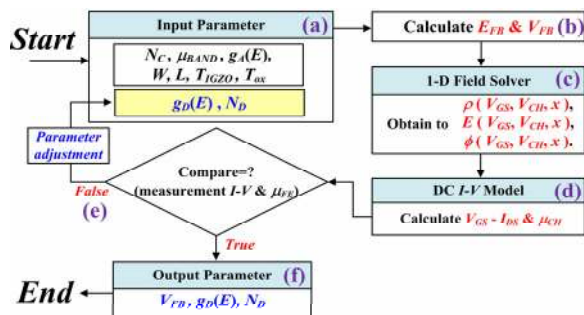 Start
Input Parameter (a)
N_C, μ_BAND, g_A(E),
W, L, T_IGZO, T_ox
g_D(E), N_D
Calculate E_FB & V_FB (b)
1-D Field Solver (c)
Obtain to
ρ ( V_GS, V_CH, x ),
E ( V_GS, V_CH, x ),
ϕ ( V_GS, V_CH, x ).
DC I-V Model (d)
Calculate V_GS - I_DS & μ_CH
Compare=?
(measurement I-V & μ_FE)
Parameter
adjustment
False
(e)
True
Output Parameter (f)
V_FB, g_D(E), N_D
End